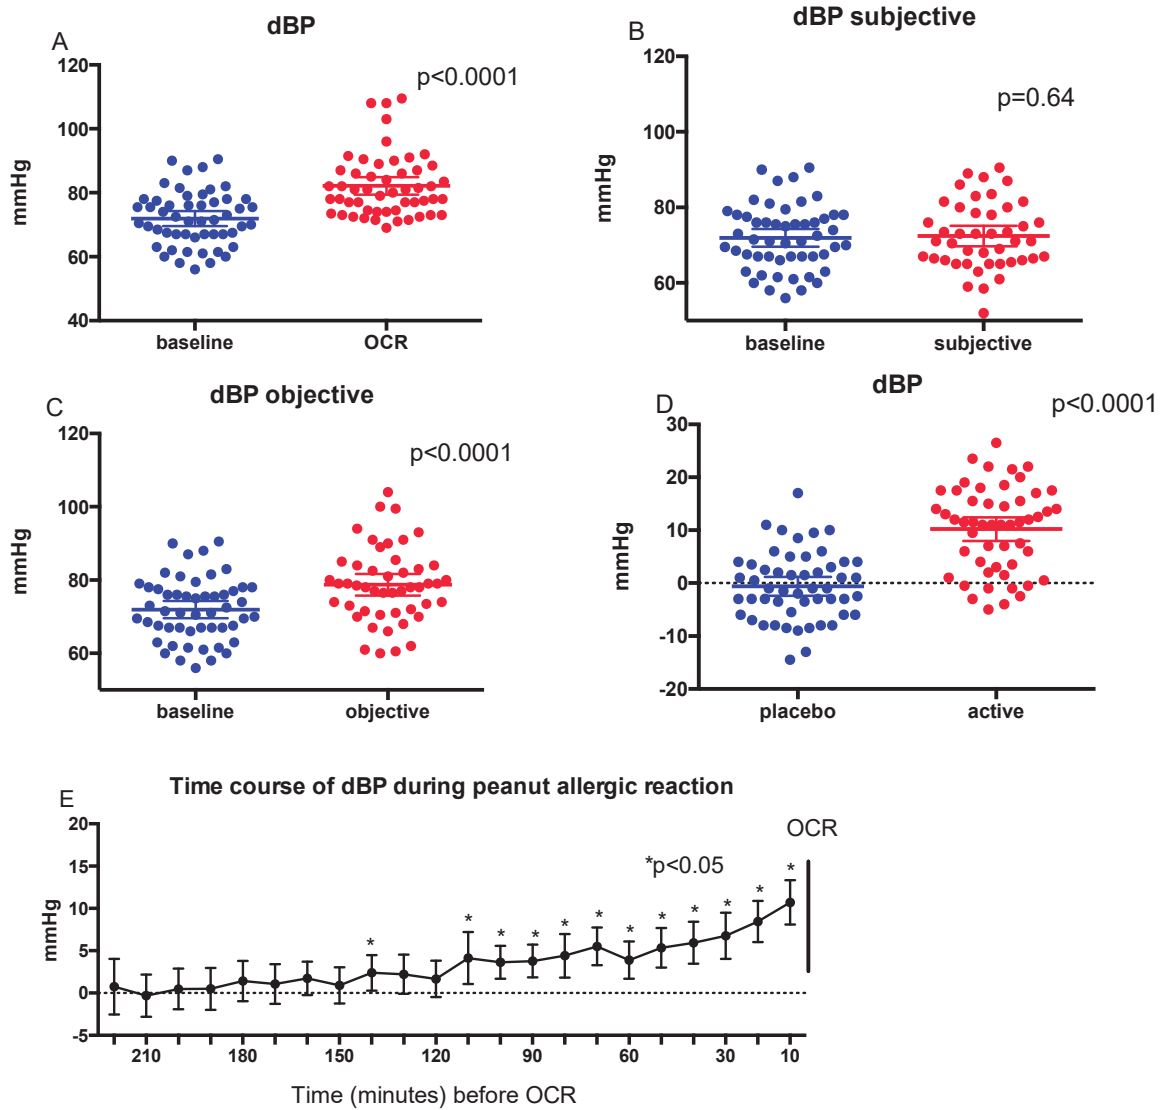 A
dBP
p<0.0001
mmHg
120
100
80
60
40
baseline
OCR
B
dBP subjective
p=0.64
mmHg
120
100
80
60
baseline
subjective
C
dBP objective
p<0.0001
mmHg
120
100
80
60
baseline
objective
D
dBP
p<0.0001
mmHg
30
20
10
0
-10
-20
placebo
active
E
Time course of dBP during peanut allergic reaction
OCR
*p<0.05
mmHg
20
15
10
5
0
-5
* * * * * * * * * * * *
210 180 150 120 90 60 30 10
Time (minutes) before OCR